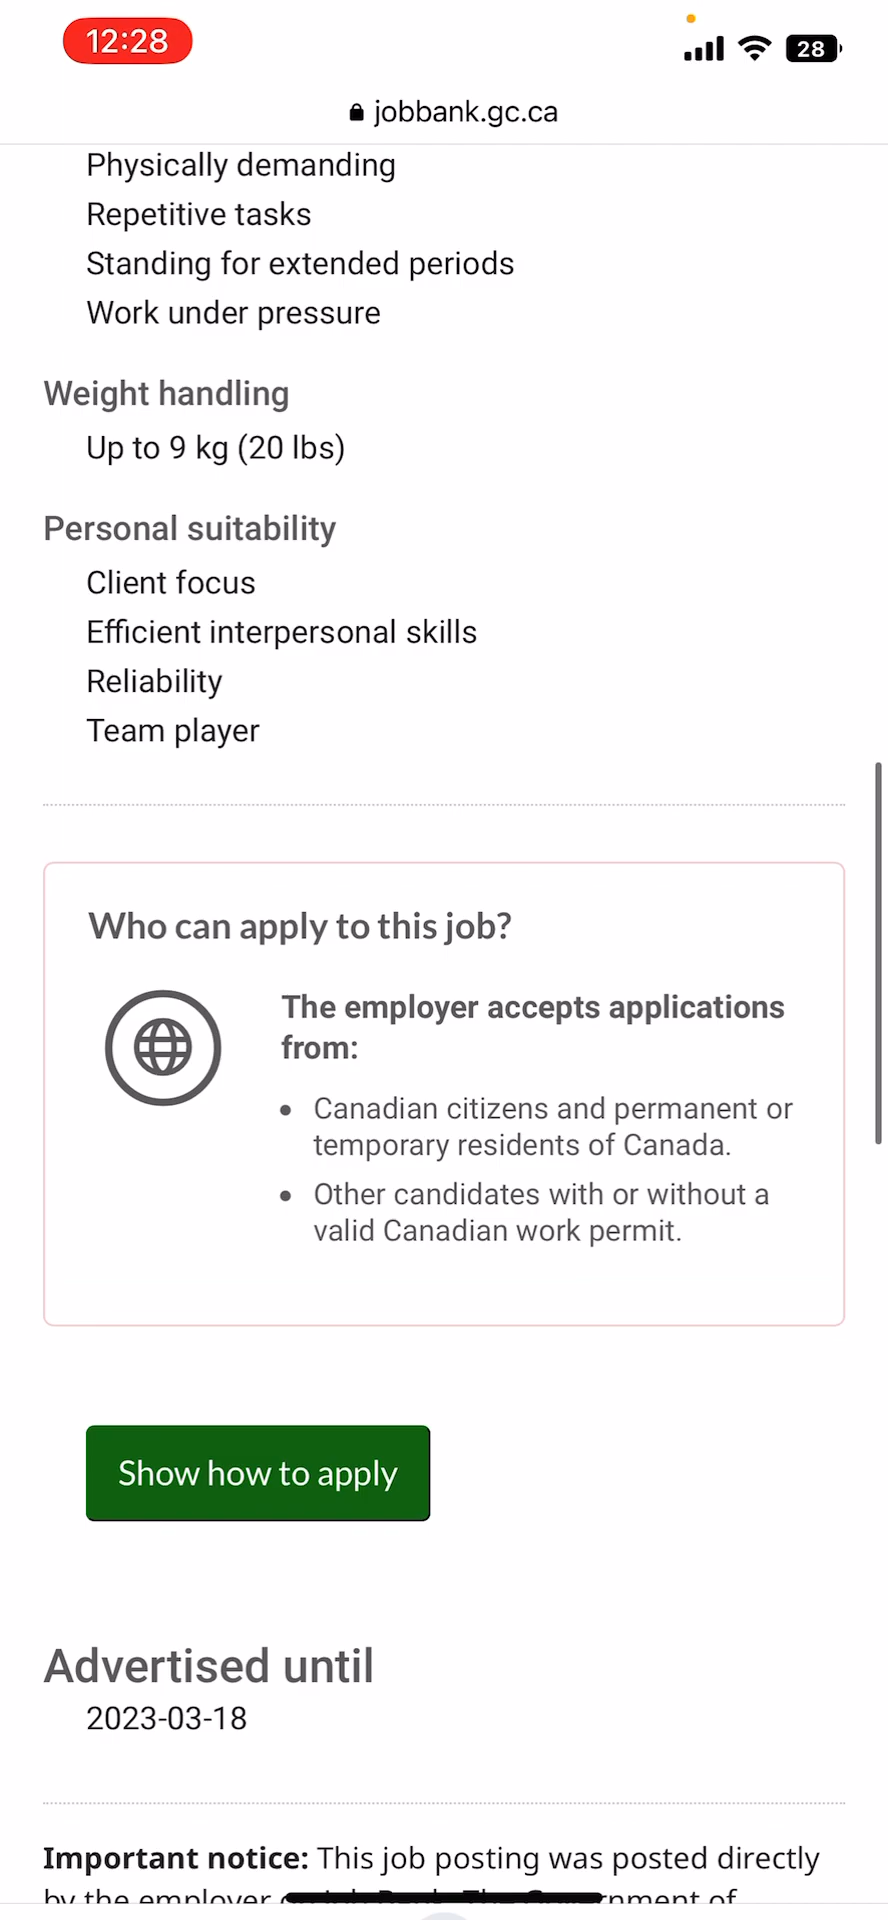 12:28
28
jobbank.gc.ca
Physically demanding
Repetitive tasks
Standing for extended periods
Work under pressure
Weight handling
Up to 9 kg (20 lbs)
Personal suitability
Client focus
Efficient interpersonal skills
Reliability
Team player
Who can apply to this job?
The employer accepts applications
from:
• Canadian citizens and permanent or
temporary residents of Canada.
• Other candidates with or without a
valid Canadian work permit.
Show how to apply
Advertised until
2023-03-18
Important notice: This job posting was posted directly
by the employer